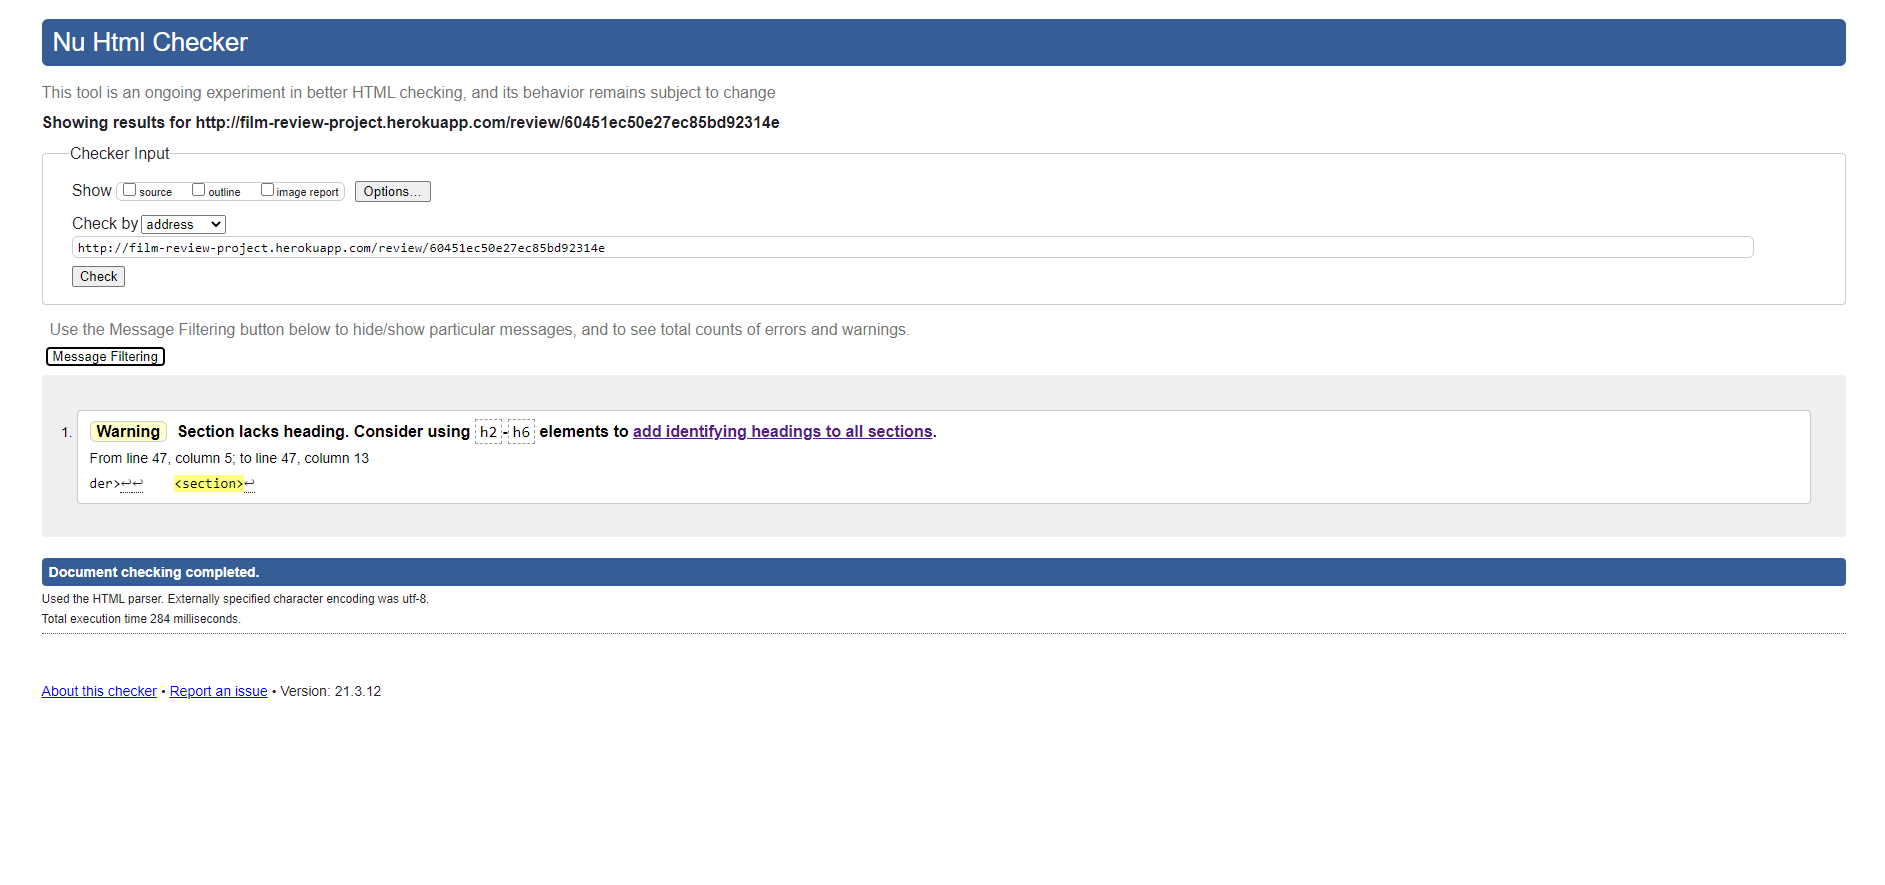 Nu Html Checker
This tool is an ongoing experiment in better HTML checking, and its behavior remains subject to change
Showing results for http://film-review-project.herokuapp.com/review/60451ec50e27ec85bd92314e
Checker Input
Show source outline image report Options...
Check by address
http://film-review-project.herokuapp.com/review/60451ec50e27ec85bd92314e
Check
Use the Message Filtering button below to hide/show particular messages, and to see total counts of errors and warnings.
Message Filtering
1. Warning Section lacks heading. Consider using h2-h6 elements to add identifying headings to all sections.
From line 47, column 5; to line 47, column 13
der>↩↩ <section>↩
Document checking completed.
Used the HTML parser. Externally specified character encoding was utf-8.
Total execution time 284 milliseconds.
About this checker • Report an issue • Version: 21.3.12